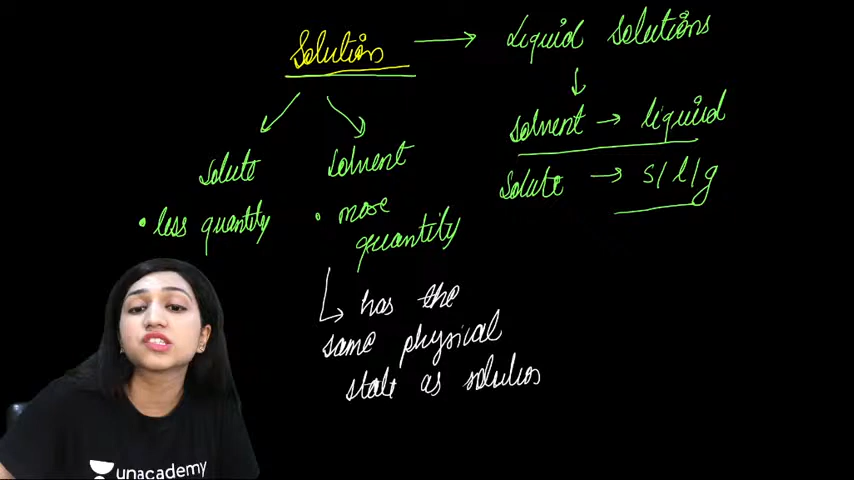 Solution → Liquid Solutions
solvent → liquid
solute → s/l/g
solute
• less quantity
solvent
• more
quantity
has the
same physical
state as solution
unacademy